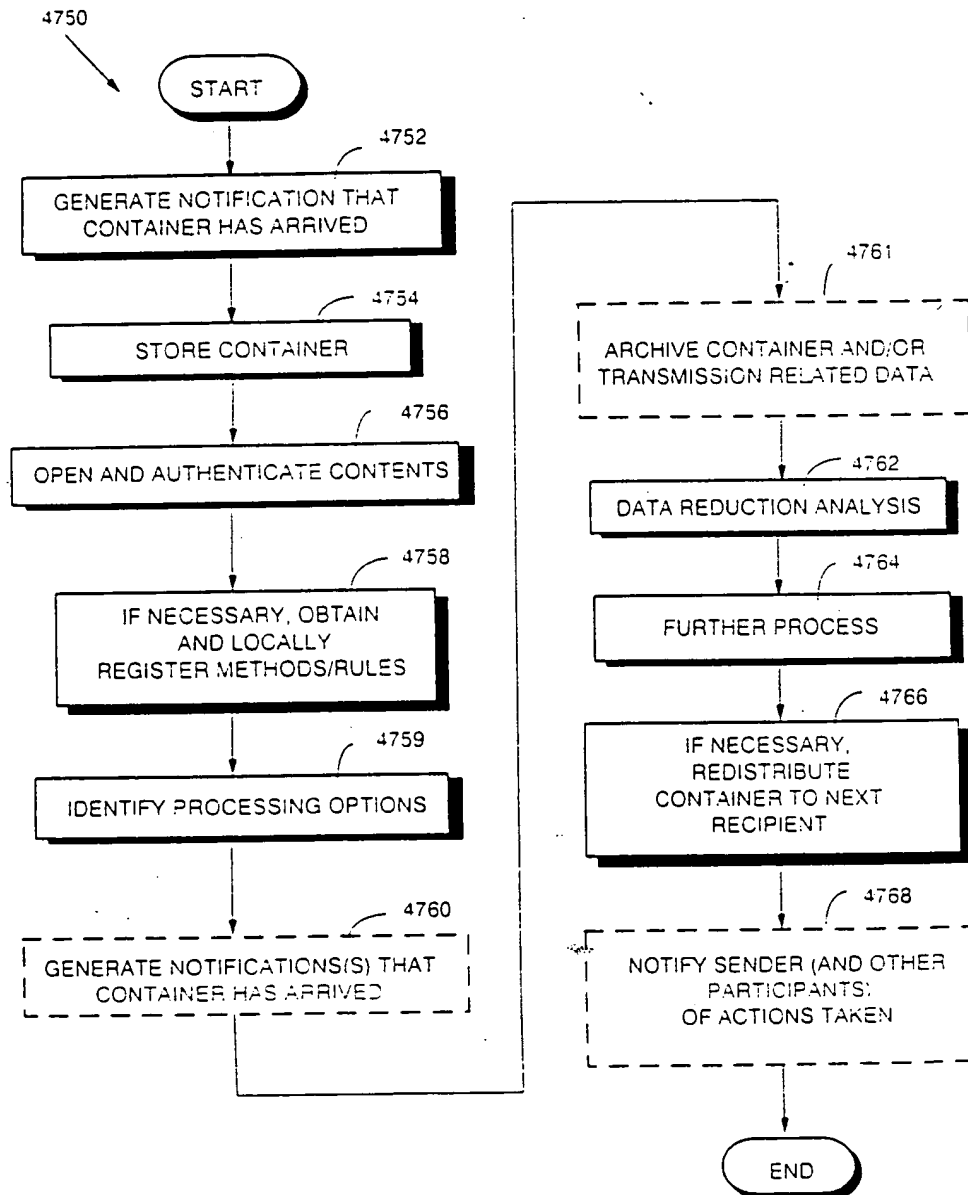 4750
START
4752
GENERATE NOTIFICATION THAT
CONTAINER HAS ARRIVED
4754
STORE CONTAINER
4756
OPEN AND AUTHENTICATE CONTENTS
4758
IF NECESSARY, OBTAIN
AND LOCALLY
REGISTER METHODS/RULES
4759
IDENTIFY PROCESSING OPTIONS
4760
GENERATE NOTIFICATIONS(S) THAT
CONTAINER HAS ARRIVED
4761
ARCHIVE CONTAINER AND/OR
TRANSMISSION RELATED DATA
4762
DATA REDUCTION ANALYSIS
4764
FURTHER PROCESS
4766
IF NECESSARY,
REDISTRIBUTE
CONTAINER TO NEXT
RECIPIENT
4768
NOTIFY SENDER (AND OTHER
PARTICIPANTS)
OF ACTIONS TAKEN
END